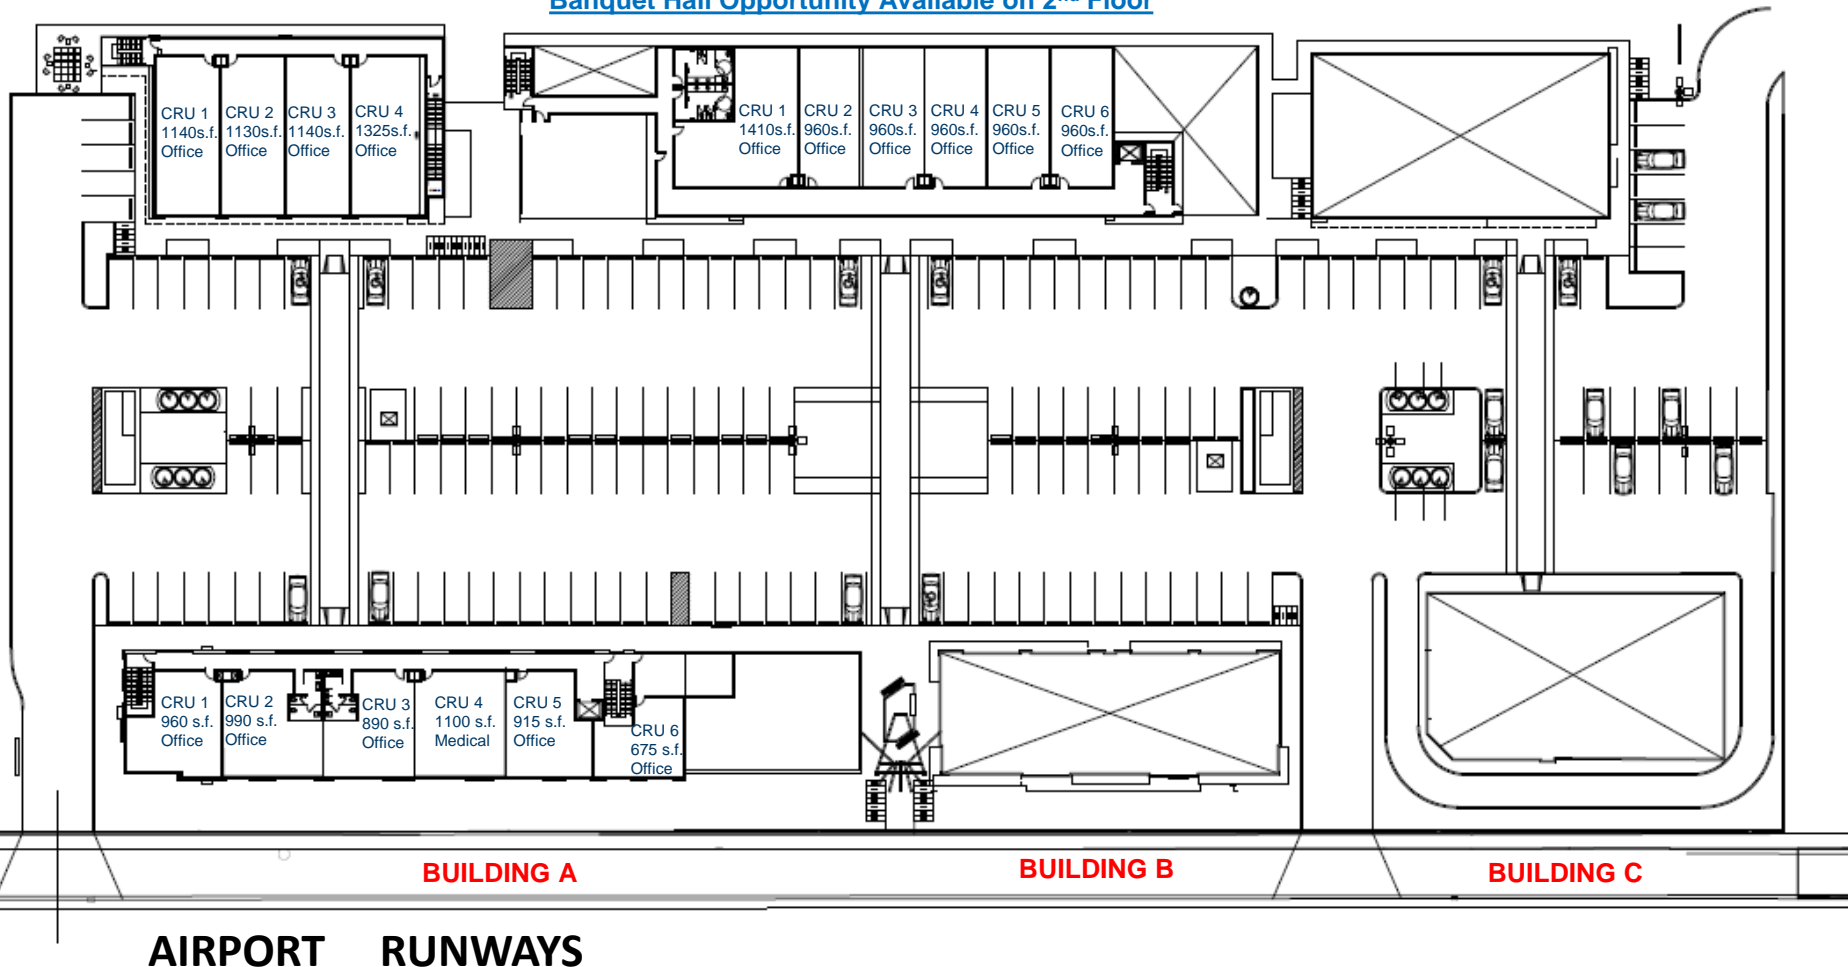 Banquet Hall Opportunity Available on 2nd Floor
CRU 1
1140s.f.
Office
CRU 2
1130s.f.
Office
CRU 3
1140s.f.
Office
CRU 4
1325s.f.
Office
CRU 1
1410s.f.
Office
CRU 2
960s.f.
Office
CRU 3
960s.f.
Office
CRU 4
960s.f.
Office
CRU 5
960s.f.
Office
CRU 6
960s.f.
Office
CRU 1
960 s.f.
Office
CRU 2
990 s.f.
Office
CRU 3
890 s.f.
Office
CRU 4
1100 s.f.
Medical
CRU 5
915 s.f.
Office
CRU 6
675 s.f.
Office
BUILDING A
BUILDING B
BUILDING C
AIRPORT RUNWAYS